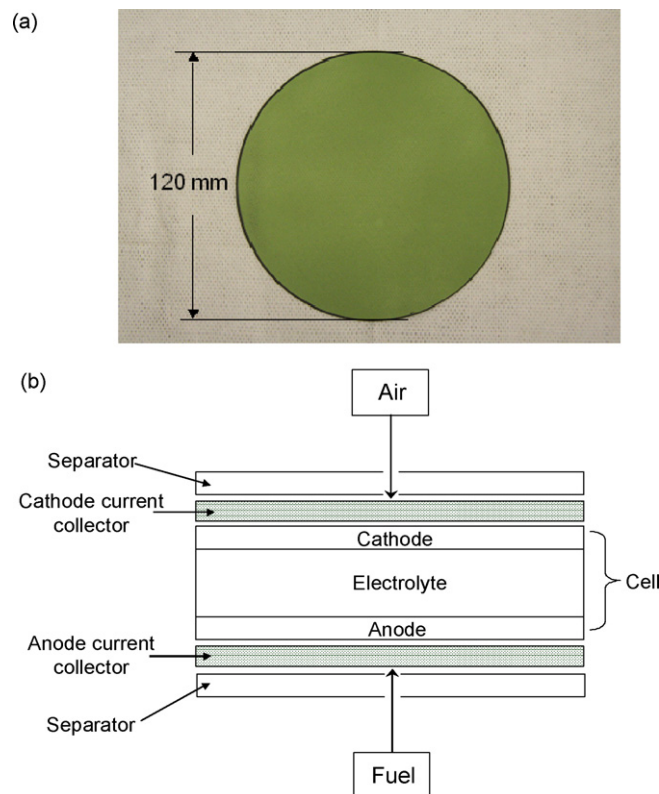 (a)
120 mm
(b)
Air
Separator
Cathode current
collector
Cathode
Electrolyte
Cell
Anode
Anode current
collector
Separator
Fuel